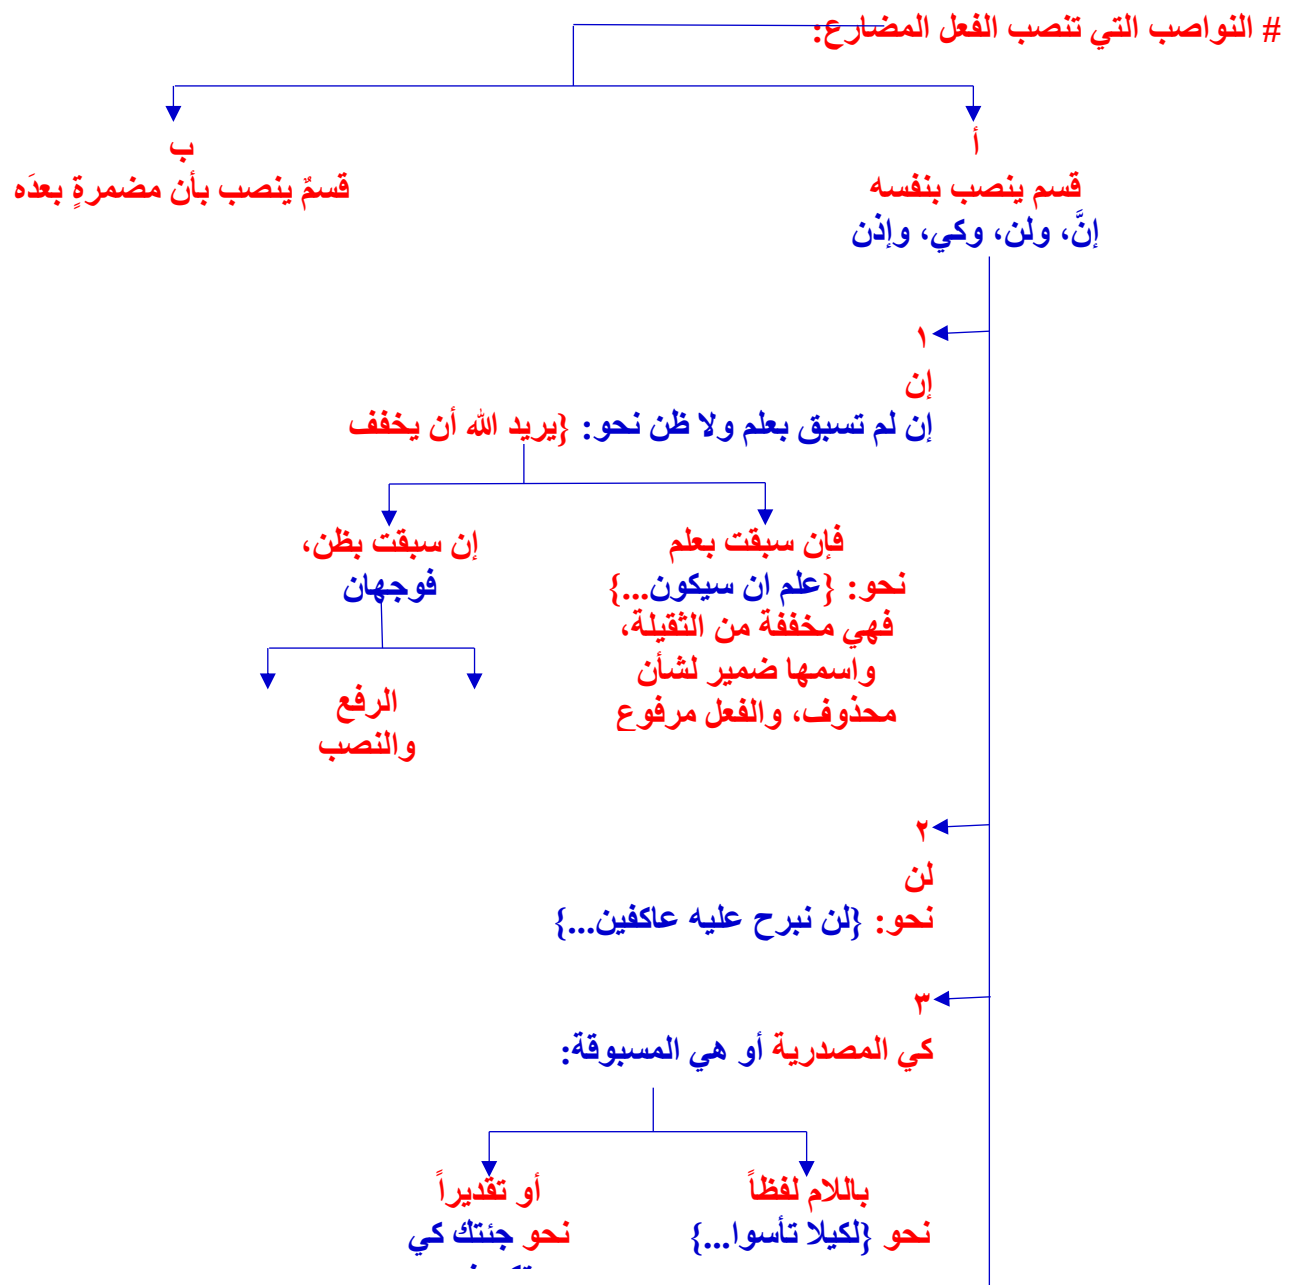 # النواصب التي تنصب الفعل المضارع:
أ
قسم ينصب بنفسه
إنَّ، ولن، وكي، وإذن
ب
قسمٌ ينصب بأن مضمرةٍ بعدَه
١
إن
إن لم تسبق بعلم ولا ظن نحو: {يريد الله أن يخفف
فإن سبقت بعلم
نحو: {علم ان سيكون...}
فهي مخففة من الثقيلة،
واسمها ضمير لشأن
محذوف، والفعل مرفوع
إن سبقت بظن،
فوجهان
الرفع
والنصب
٢
لن
نحو: {لن نبرح عليه عاكفين...}
٣
كي المصدرية أو هي المسبوقة:
باللام لفظاً
نحو {لكيلا تأسوا...}
أو تقديراً
نحو جئتك كي